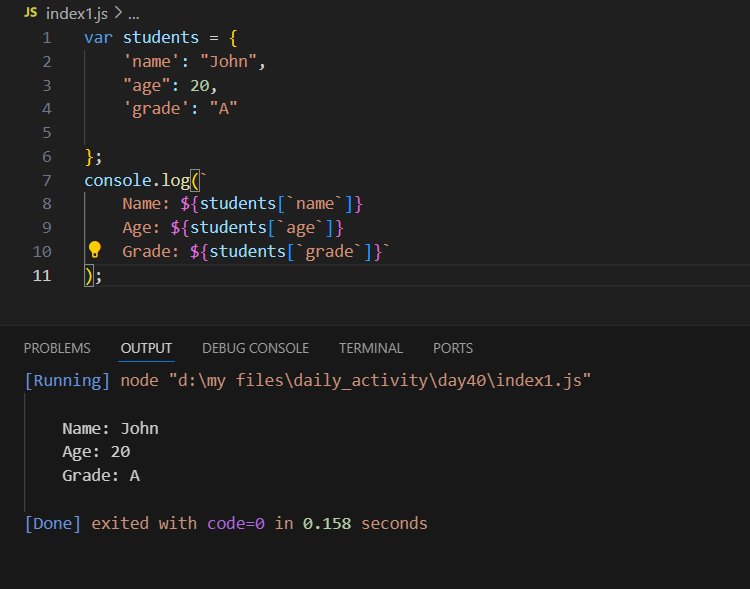 JS index1.js > ...
1 var students = {
2     'name': "John",
3     "age": 20,
4     'grade': "A"
5
6 };
7 console.log(`
8     Name: ${students[`name`]}
9     Age: ${students[`age`]}
10     Grade: ${students[`grade`]}`
11 );
PROBLEMS OUTPUT DEBUG CONSOLE TERMINAL PORTS
[Running] node "d:\my files\daily_activity\day40\index1.js"
    Name: John
    Age: 20
    Grade: A
[Done] exited with code=0 in 0.158 seconds